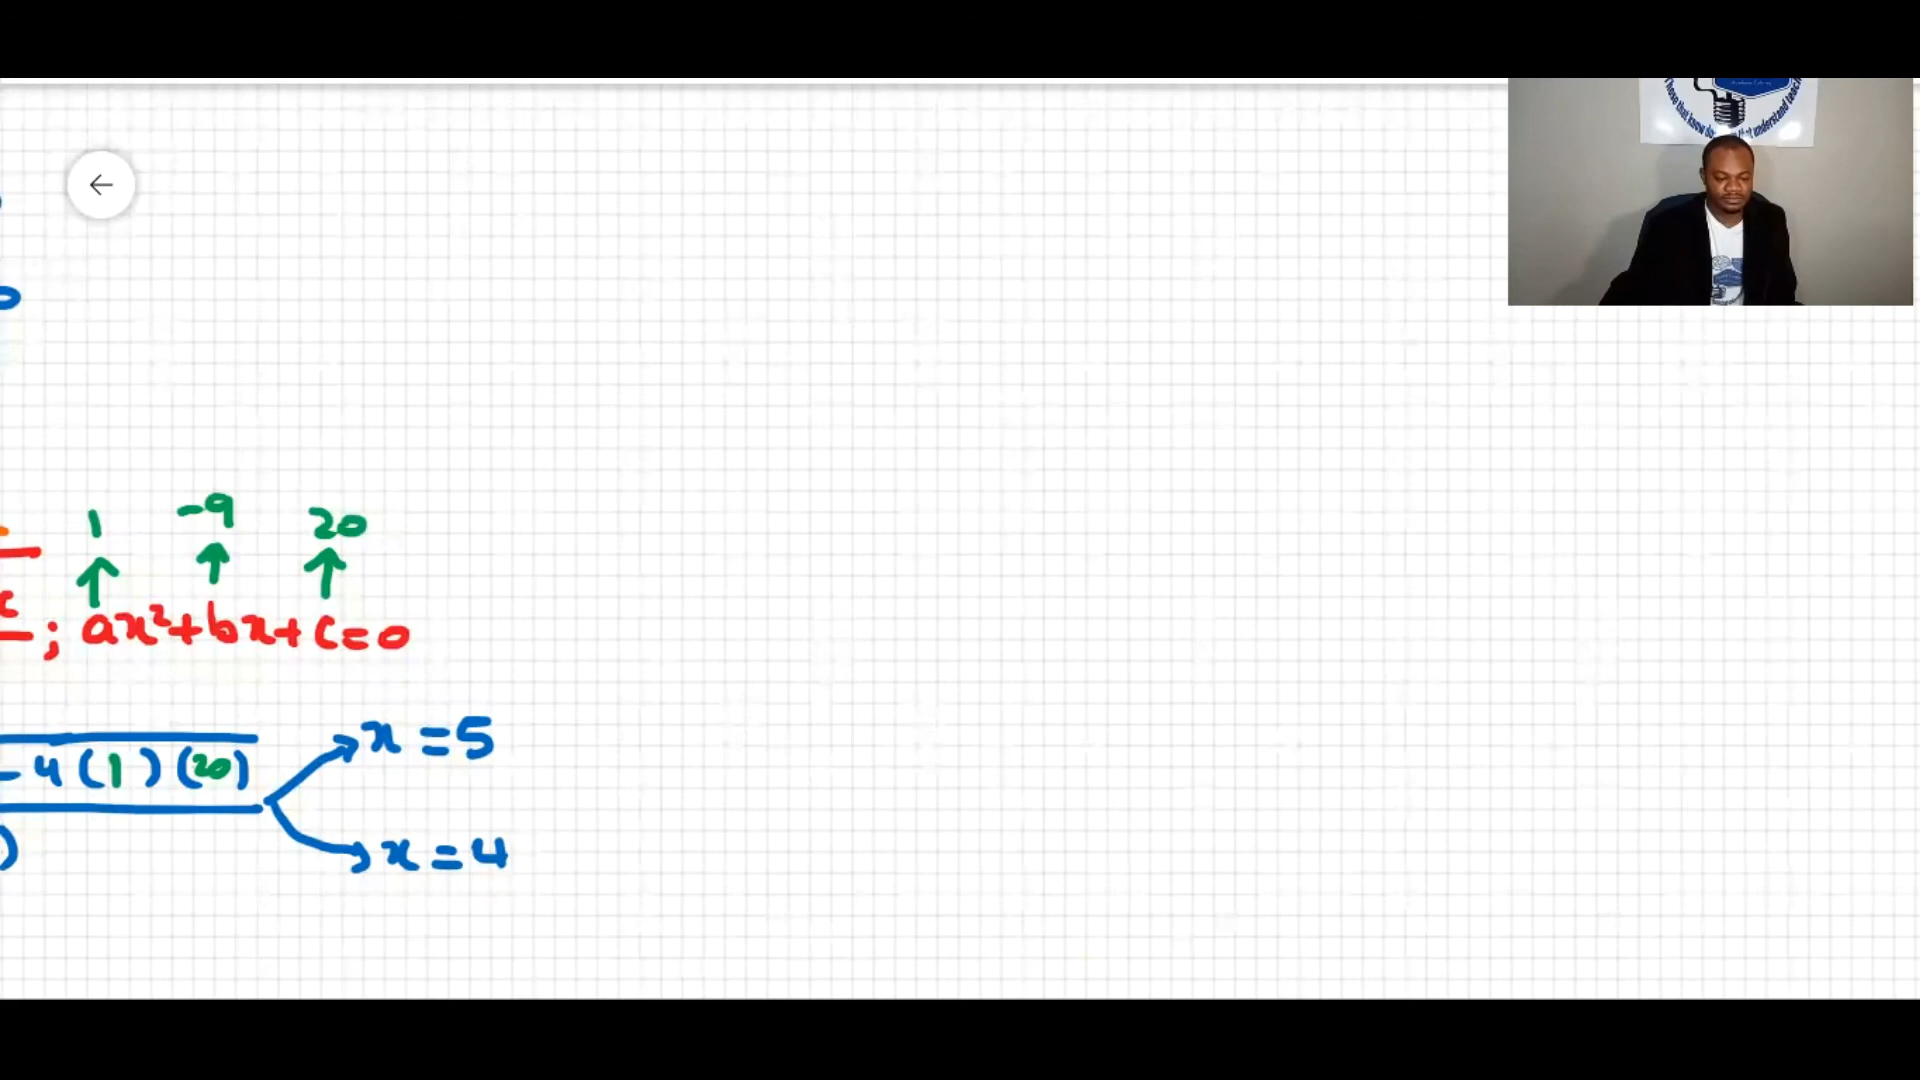 1 -9 20
; ax²+bx+c=0
x=5
- 4(1)(20)
)
x=4